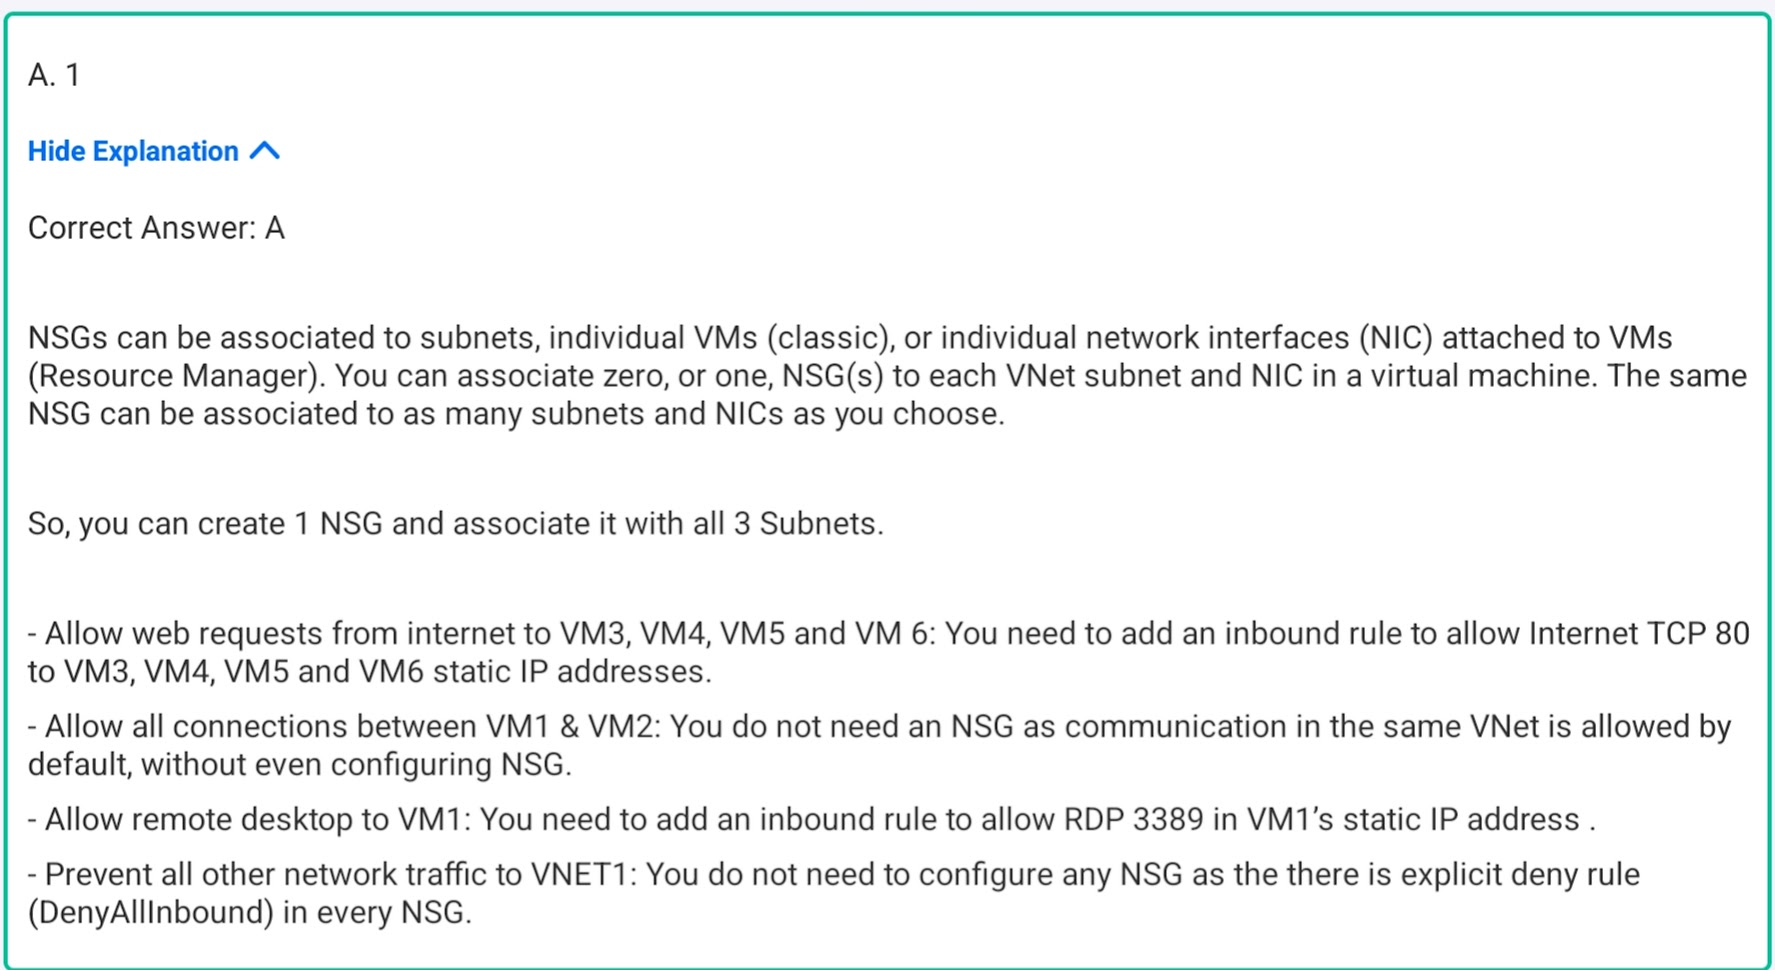 A. 1
Hide Explanation
Correct Answer: A
NSGs can be associated to subnets, individual VMs (classic), or individual network interfaces (NIC) attached to VMs
(Resource Manager). You can associate zero, or one, NSG(s) to each VNet subnet and NIC in a virtual machine. The same
NSG can be associated to as many subnets and NICs as you choose.
So, you can create 1 NSG and associate it with all 3 Subnets.
- Allow web requests from internet to VM3, VM4, VM5 and VM 6: You need to add an inbound rule to allow Internet TCP 80
to VM3, VM4, VM5 and VM6 static IP addresses.
- Allow all connections between VM1 & VM2: You do not need an NSG as communication in the same VNet is allowed by
default, without even configuring NSG.
- Allow remote desktop to VM1: You need to add an inbound rule to allow RDP 3389 in VM1’s static IP address .
- Prevent all other network traffic to VNET1: You do not need to configure any NSG as the there is explicit deny rule
(DenyAllInbound) in every NSG.